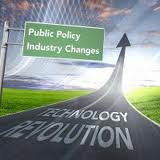 Public Policy
Industry Changes
TECHNOLOGY
REVOLUTION